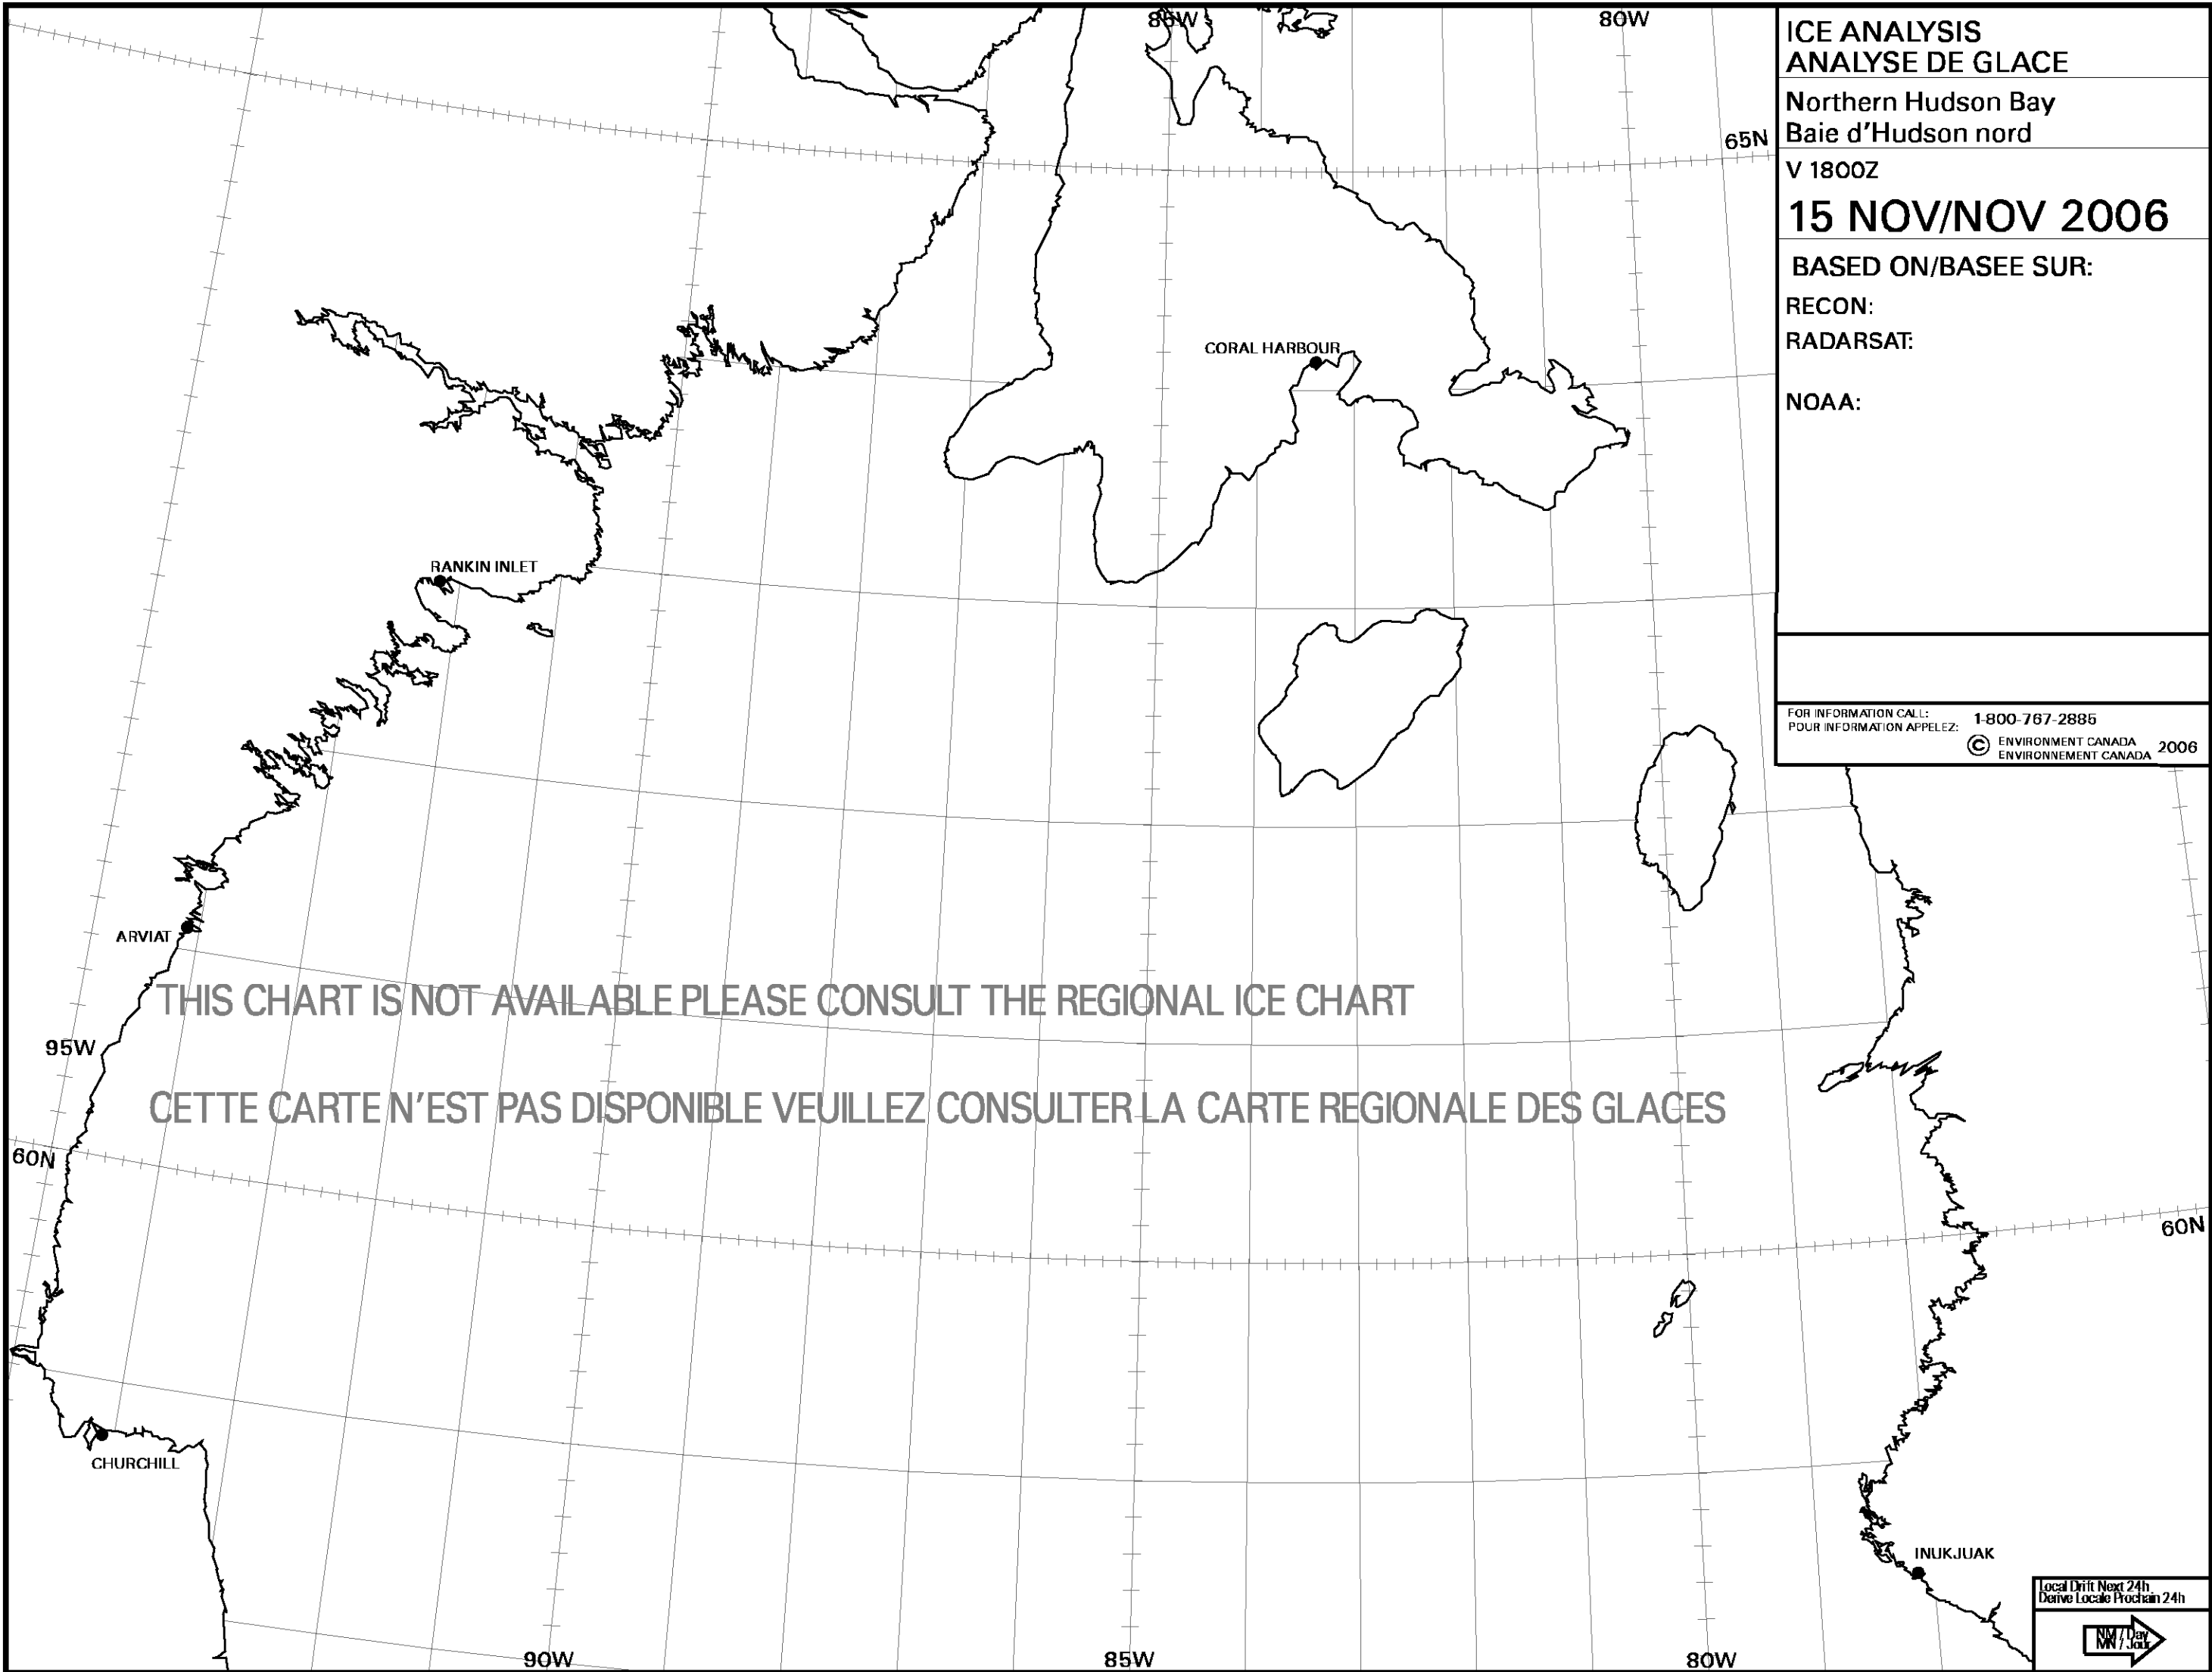 85W
80W
ICE ANALYSIS
ANALYSE DE GLACE
Northern Hudson Bay
Baie d'Hudson nord
65N
V 1800Z
15 NOV/NOV 2006
BASED ON/BASEE SUR:
RECON:
RADARSAT:
NOAA:
CORAL HARBOUR
RANKIN INLET
FOR INFORMATION CALL:
POUR INFORMATION APPELEZ:
1-800-767-2885
© ENVIRONMENT CANADA
ENVIRONNEMENT CANADA
2006
ARVIAT
THIS CHART IS NOT AVAILABLE PLEASE CONSULT THE REGIONAL ICE CHART
95W
CETTE CARTE N'EST PAS DISPONIBLE VEUILLEZ CONSULTER LA CARTE REGIONALE DES GLACES
60N
60N
CHURCHILL
INUKJUAK
Local Drift Next 24h
Derive Locale Prochain 24h
NM / Day
MN / Jour
90W
85W
80W